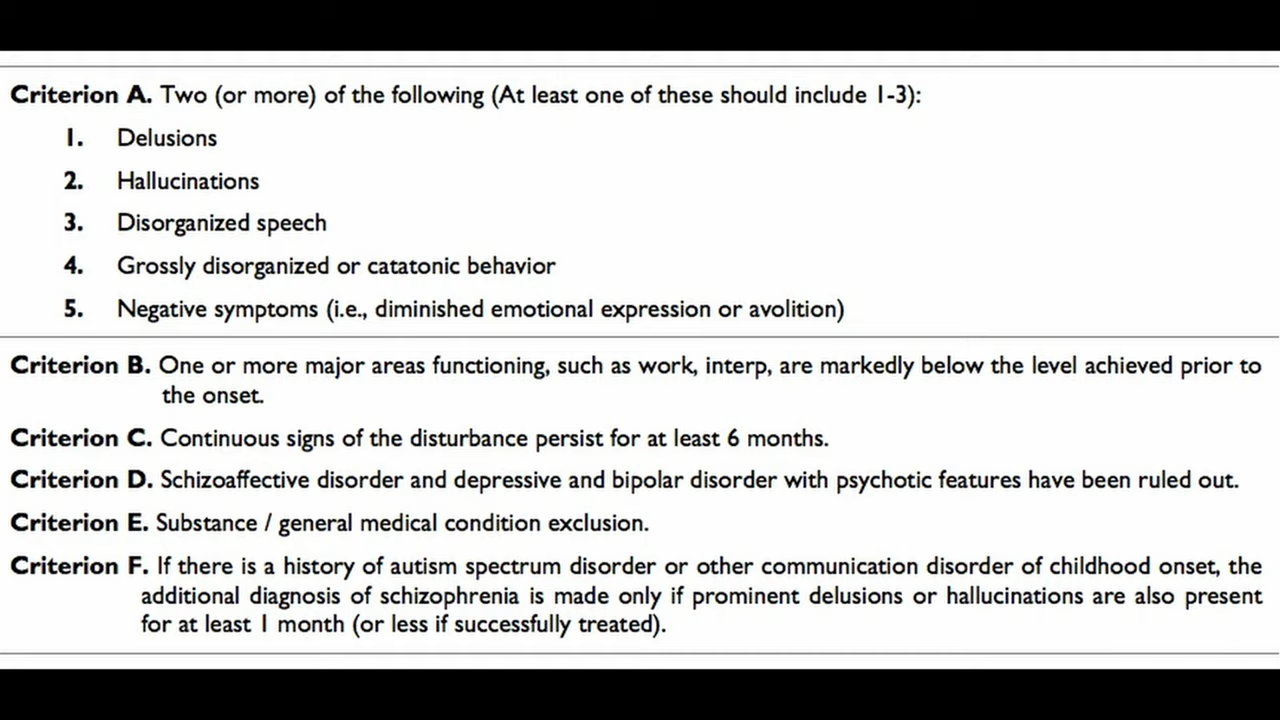 Criterion A. Two (or more) of the following (At least one of these should include 1-3):
1. Delusions
2. Hallucinations
3. Disorganized speech
4. Grossly disorganized or catatonic behavior
5. Negative symptoms (i.e., diminished emotional expression or avolition)
Criterion B. One or more major areas functioning, such as work, interp, are markedly below the level achieved prior to
the onset.
Criterion C. Continuous signs of the disturbance persist for at least 6 months.
Criterion D. Schizoaffective disorder and depressive and bipolar disorder with psychotic features have been ruled out.
Criterion E. Substance / general medical condition exclusion.
Criterion F. If there is a history of autism spectrum disorder or other communication disorder of childhood onset, the
additional diagnosis of schizophrenia is made only if prominent delusions or hallucinations are also present
for at least 1 month (or less if successfully treated).